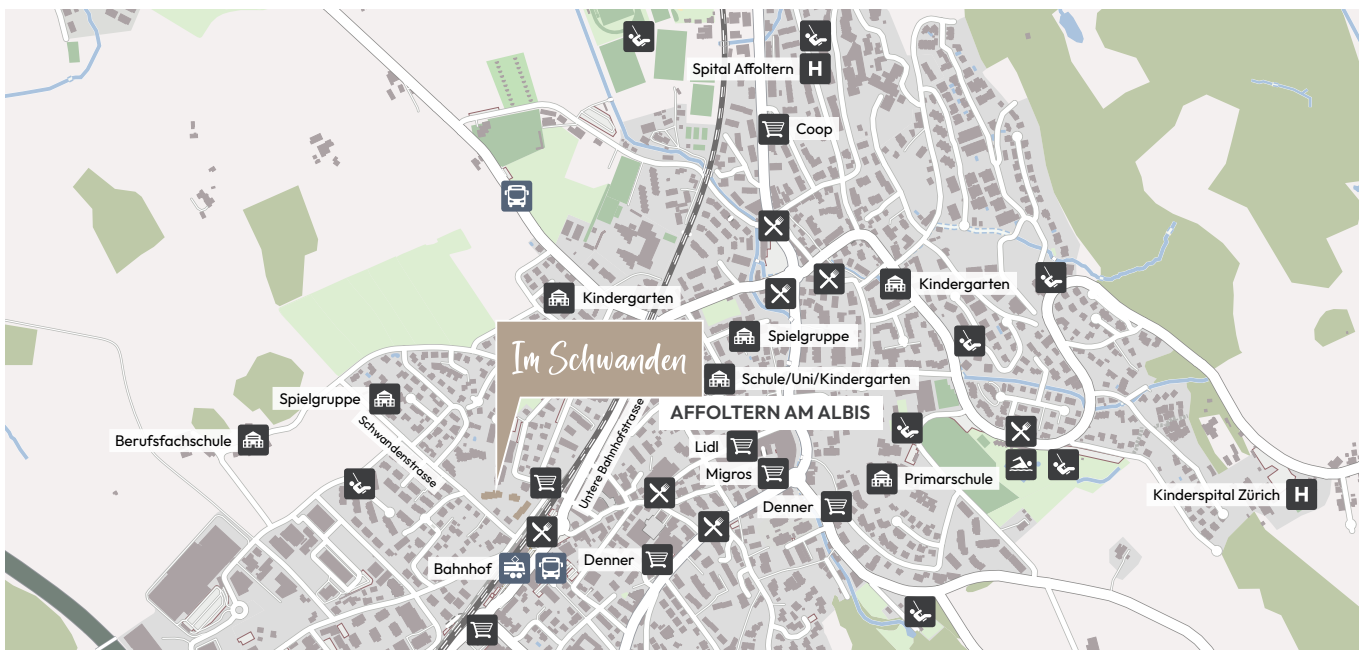 Spital Affoltern
H
Coop
Kindergarten
Kindergarten
Spielgruppe
Im Schwanden
Schule/Uni/Kindergarten
Spielgruppe
AFFOLTERN AM ALBIS
Untere Bahnhofstrasse
Schwandenstrasse
Berufsfachschule
Lidl
Migros
Primarschule
Kinderspital Zürich
H
Denner
Denner
Bahnhof